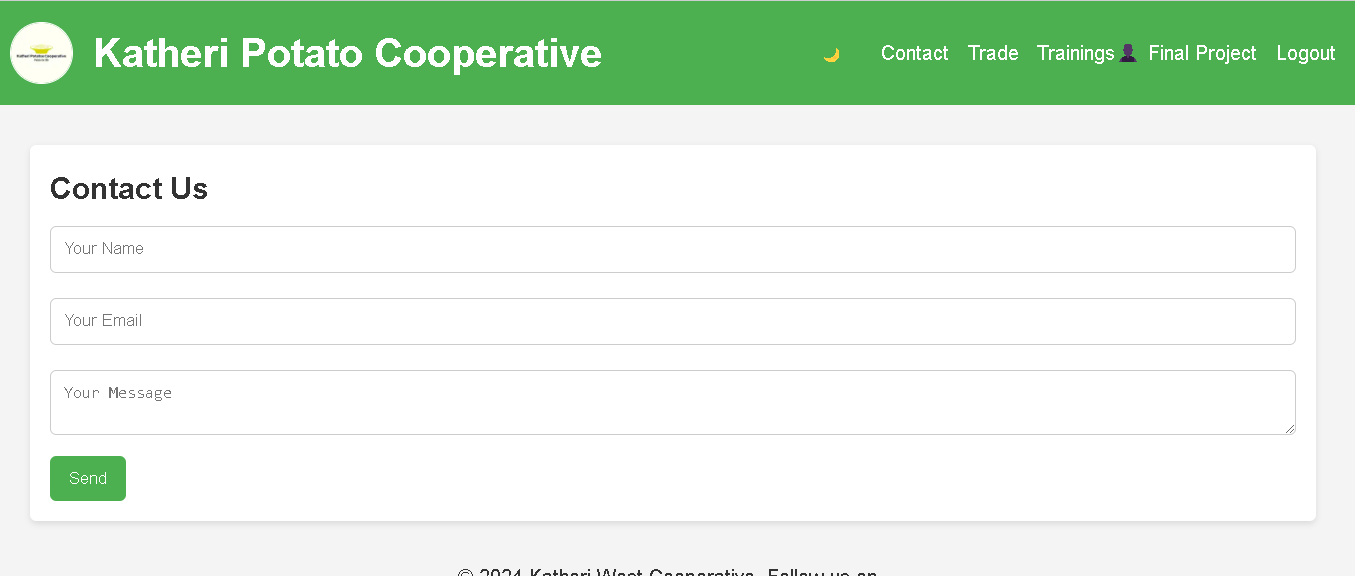 Katheri Potato Cooperative
Contact Trade Trainings Final Project Logout
Contact Us
Your Name
Your Email
Your Message
Send
© 2024 Katheri West Cooperative. Follow us on